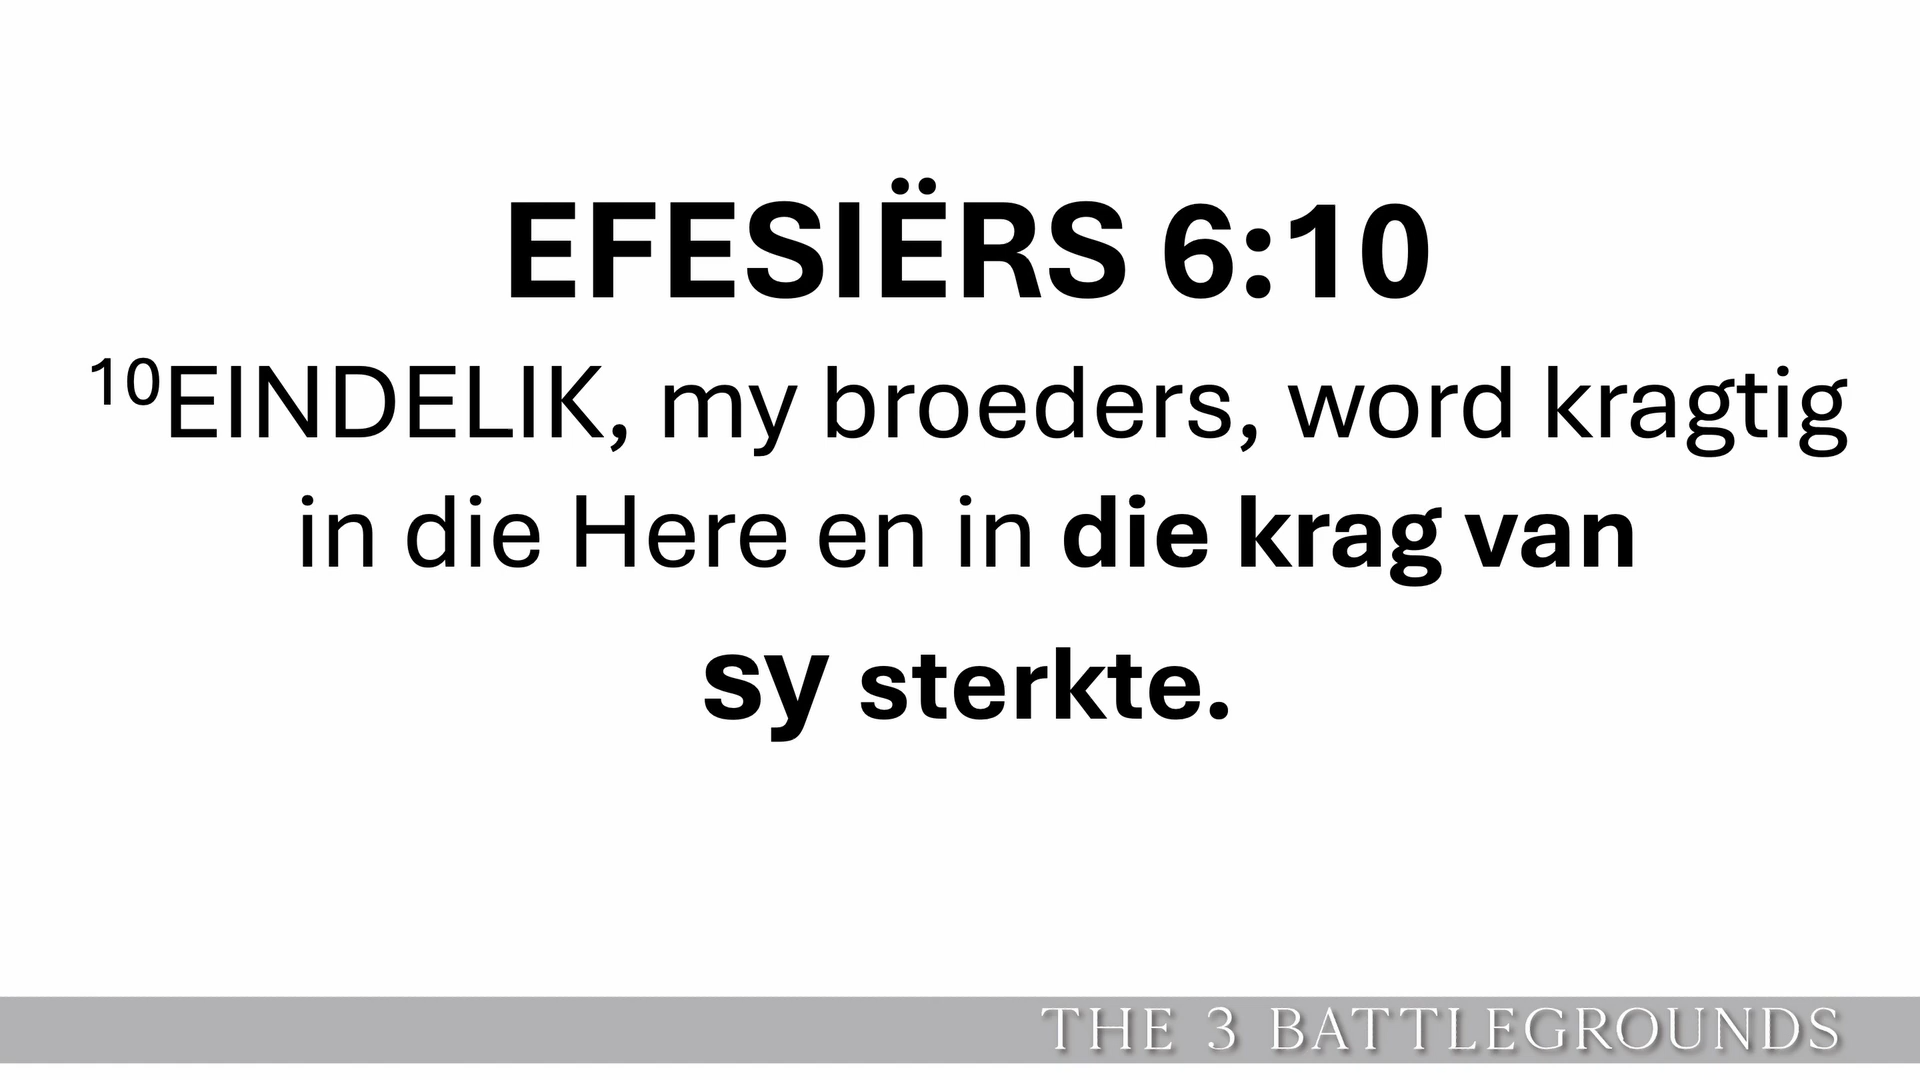 EFESIËRS 6:10
¹⁰EINDELIK, my broeders, word kragtig
in die Here en in die krag van
sy sterkte.
THE 3 BATTLEGROUNDS